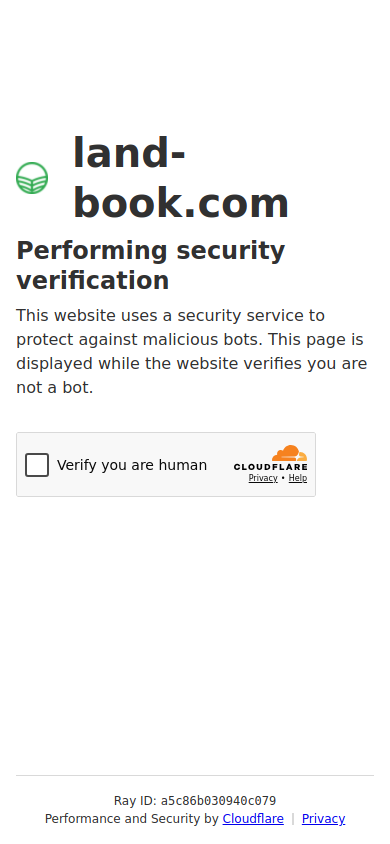 land-
book.com
Performing security
verification
This website uses a security service to
protect against malicious bots. This page is
displayed while the website verifies you are
not a bot.
Verify you are human
CLOUDFLARE
Privacy • Help
Ray ID: a5c86b030940c079
Performance and Security by Cloudflare | Privacy